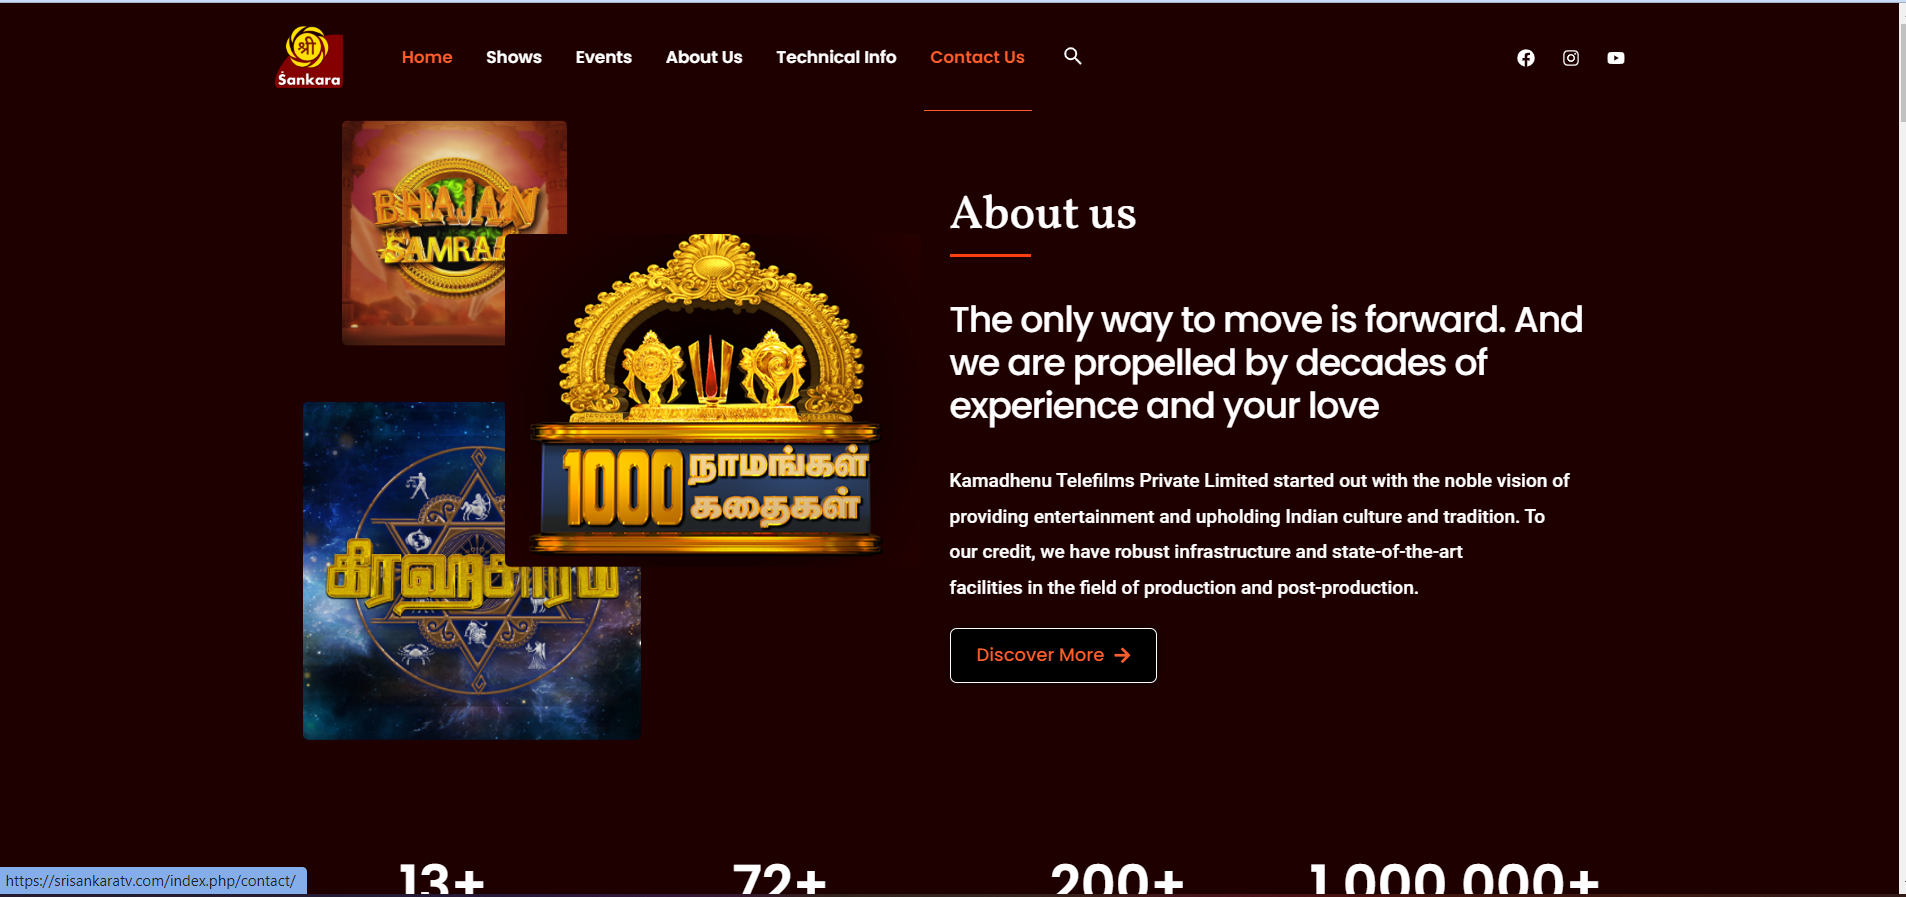 श्री
Śankara
Home Shows Events About Us Technical Info Contact Us
BHAJAN
1000 நாமங்கள்
கதைகள்
கிரஹசாரம்
About us
The only way to move is forward. And
we are propelled by decades of
experience and your love
Kamadhenu Telefilms Private Limited started out with the noble vision of
providing entertainment and upholding Indian culture and tradition. To
our credit, we have robust infrastructure and state-of-the-art
facilities in the field of production and post-production.
Discover More
13+ 72+ 200+ 1,000,000+
https://srisankaratv.com/index.php/contact/